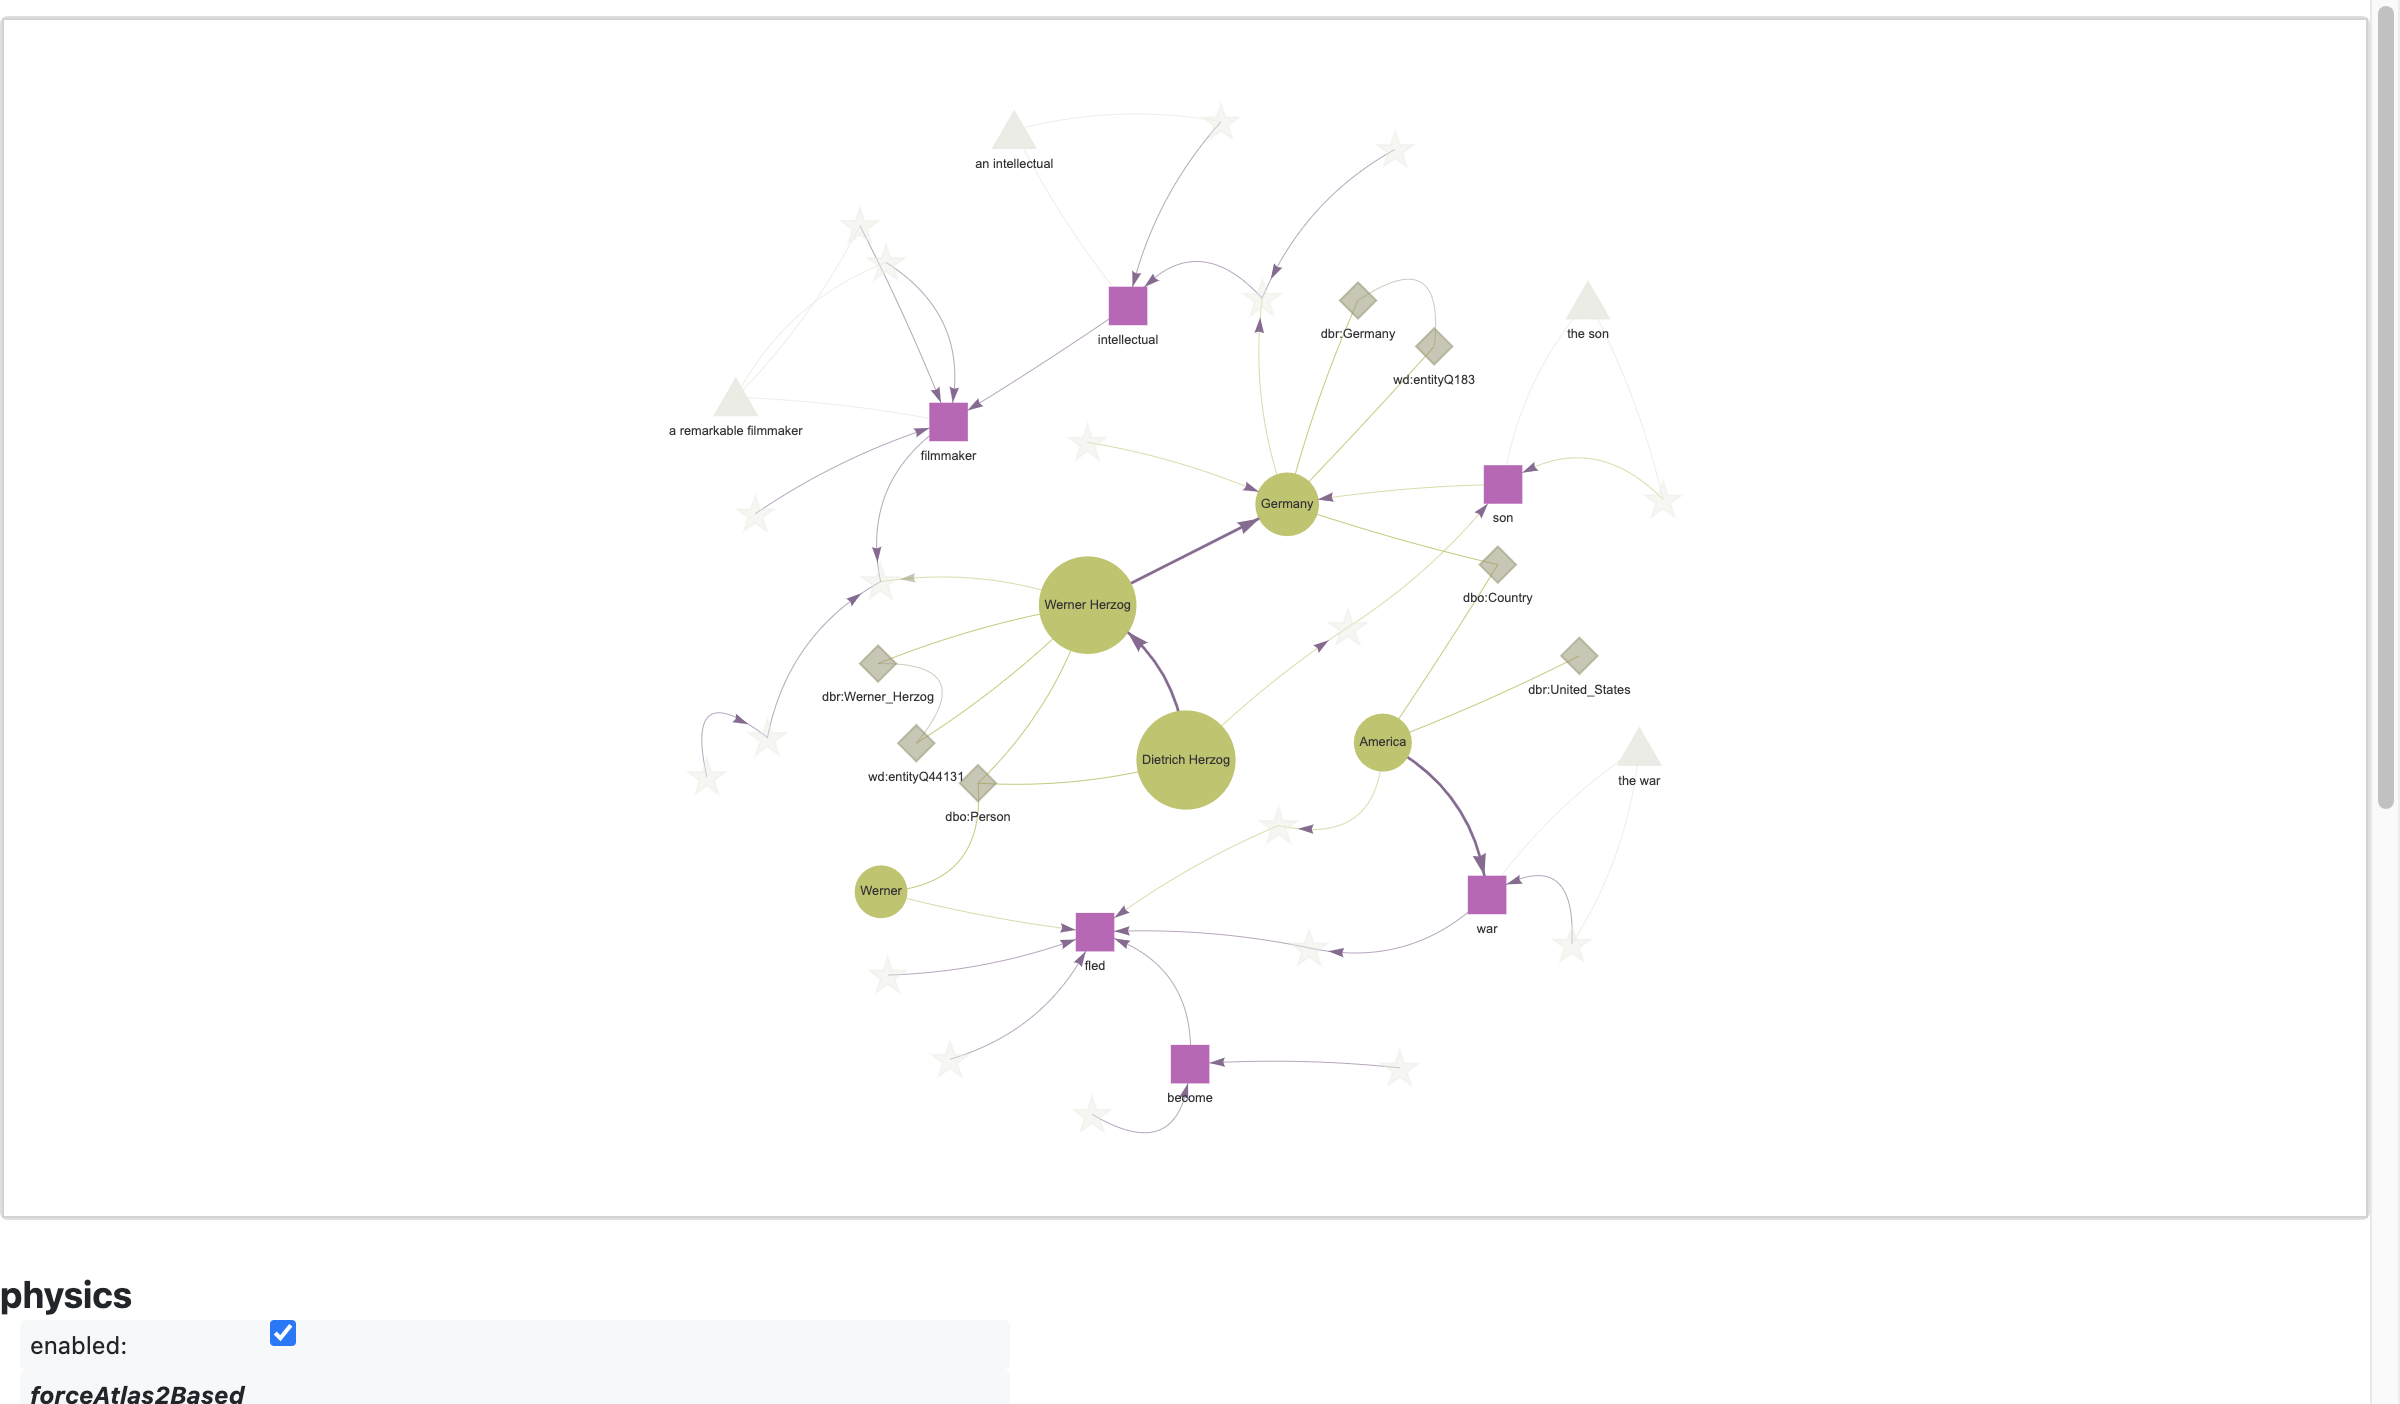 an intellectual
intellectual
dbr:Germany
the son
wd:entityQ183
a remarkable filmmaker
filmmaker
Germany
son
dbo:Country
Werner Herzog
dbr:Werner_Herzog
dbr:United_States
America
Dietrich Herzog
wd:entityQ44131
the war
dbo:Person
Werner
war
fled
become
physics
enabled:
forceAtlas2Based